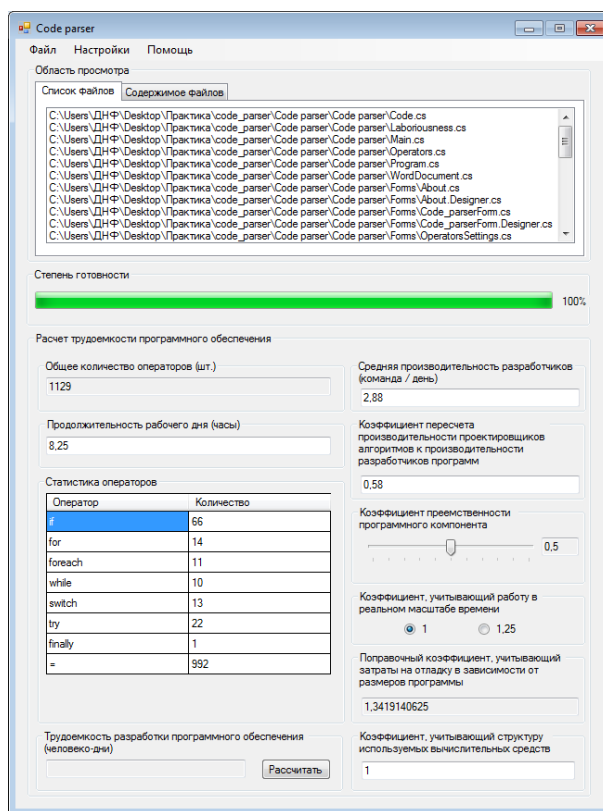 Code parser
Файл Настройки Помощь
Область просмотра
Список файлов Содержимое файлов
C:\Users\ДНФ\Desktop\Практика\code_parser\Code parser\Code parser\Code.cs
C:\Users\ДНФ\Desktop\Практика\code_parser\Code parser\Code parser\Laboriousness.cs
C:\Users\ДНФ\Desktop\Практика\code_parser\Code parser\Code parser\Main.cs
C:\Users\ДНФ\Desktop\Практика\code_parser\Code parser\Code parser\Operators.cs
C:\Users\ДНФ\Desktop\Практика\code_parser\Code parser\Code parser\Program.cs
C:\Users\ДНФ\Desktop\Практика\code_parser\Code parser\Code parser\WordDocument.cs
C:\Users\ДНФ\Desktop\Практика\code_parser\Code parser\Code parser\Forms\About.cs
C:\Users\ДНФ\Desktop\Практика\code_parser\Code parser\Code parser\Forms\About.Designer.cs
C:\Users\ДНФ\Desktop\Практика\code_parser\Code parser\Code parser\Forms\Code_parserForm.cs
C:\Users\ДНФ\Desktop\Практика\code_parser\Code parser\Code parser\Forms\Code_parserForm.Designer.cs
C:\Users\ДНФ\Desktop\Практика\code_parser\Code parser\Code parser\Forms\OperatorsSettings.cs
Степень готовности
100%
Расчет трудоемкости программного обеспечения
Общее количество операторов (шт.)
1129
Продолжительность рабочего дня (часы)
8,25
Статистика операторов
Оператор Количество
if 66
for 14
foreach 11
while 10
switch 13
try 22
finally 1
= 992
Трудоемкость разработки программного обеспечения
(человеко-дни)
Рассчитать
Средняя производительность разработчиков
(команда / день)
2,88
Коэффициент пересчета
производительности проектировщиков
алгоритмов к производительности
разработчиков программ
0,58
Коэффициент преемственности
программного компонента
0,5
Коэффициент, учитывающий работу в
реальном масштабе времени
1 1,25
Поправочный коэффициент, учитывающий
затраты на отладку в зависимости от
размеров программы
1,3419140625
Коэффициент, учитывающий структуру
используемых вычислительных средств
1